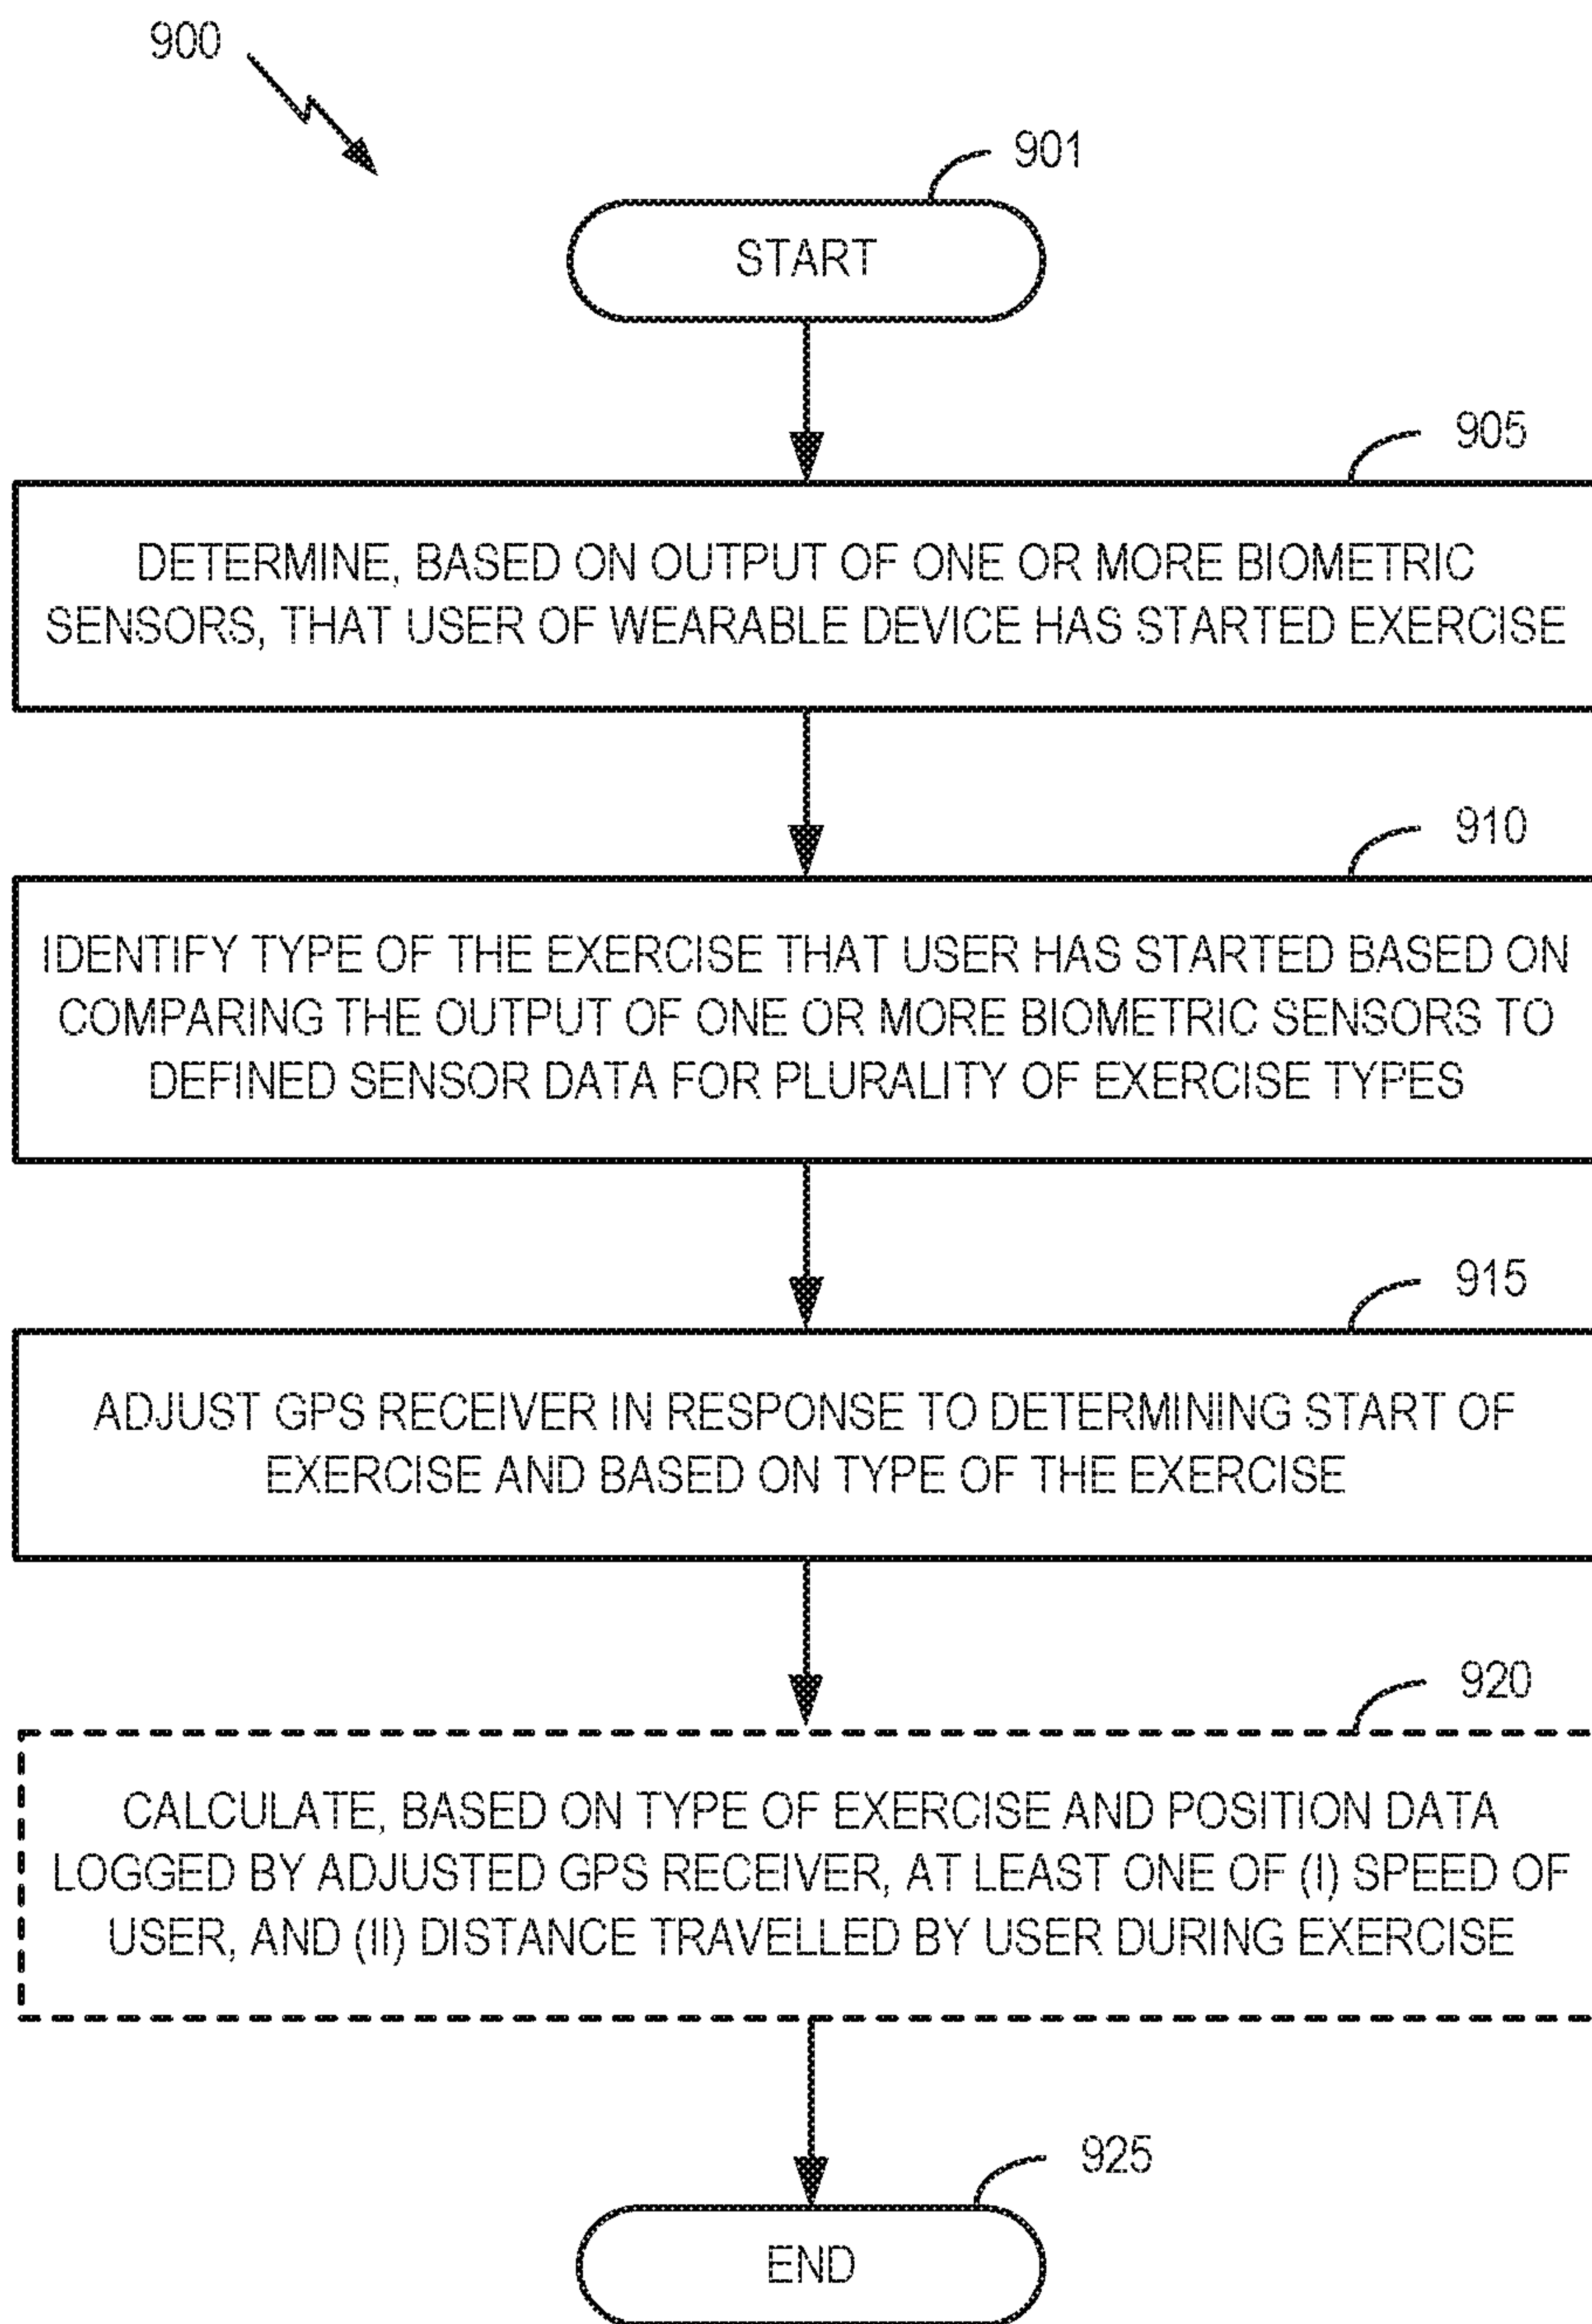 900
901
START
905
DETERMINE, BASED ON OUTPUT OF ONE OR MORE BIOMETRIC
SENSORS, THAT USER OF WEARABLE DEVICE HAS STARTED EXERCISE
910
IDENTIFY TYPE OF THE EXERCISE THAT USER HAS STARTED BASED ON
COMPARING THE OUTPUT OF ONE OR MORE BIOMETRIC SENSORS TO
DEFINED SENSOR DATA FOR PLURALITY OF EXERCISE TYPES
915
ADJUST GPS RECEIVER IN RESPONSE TO DETERMINING START OF
EXERCISE AND BASED ON TYPE OF THE EXERCISE
920
CALCULATE, BASED ON TYPE OF EXERCISE AND POSITION DATA
LOGGED BY ADJUSTED GPS RECEIVER, AT LEAST ONE OF (I) SPEED OF
USER, AND (II) DISTANCE TRAVELLED BY USER DURING EXERCISE
925
END